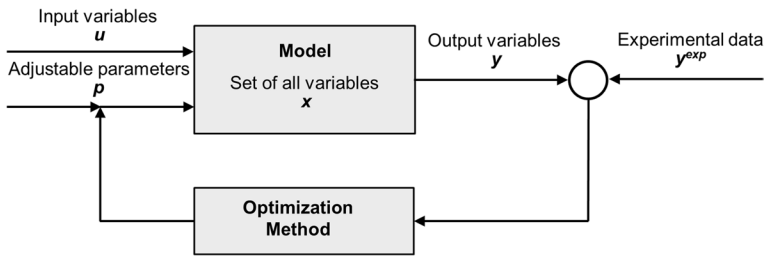 Input variables
u
Adjustable parameters
p
Model
Set of all variables
x
Output variables
y
Experimental data
y^exp
Optimization
Method